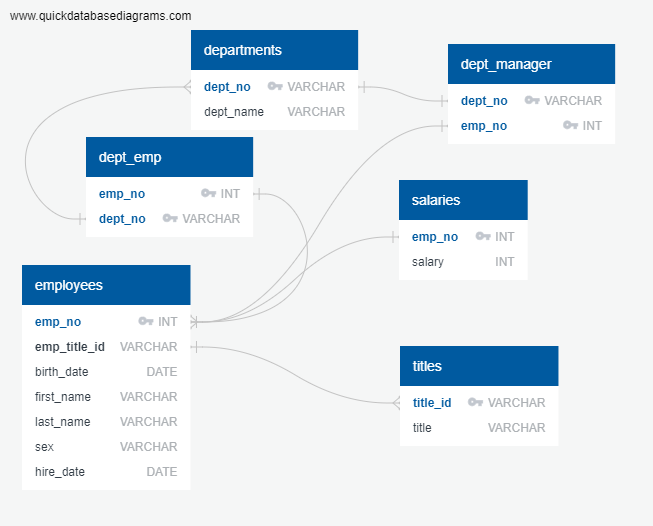 www.quickdatabasediagrams.com
departments
dept_no VARCHAR
dept_name VARCHAR
dept_manager
dept_no VARCHAR
emp_no INT
dept_emp
emp_no INT
dept_no VARCHAR
salaries
emp_no INT
salary INT
employees
emp_no INT
emp_title_id VARCHAR
birth_date DATE
first_name VARCHAR
last_name VARCHAR
sex VARCHAR
hire_date DATE
titles
title_id VARCHAR
title VARCHAR